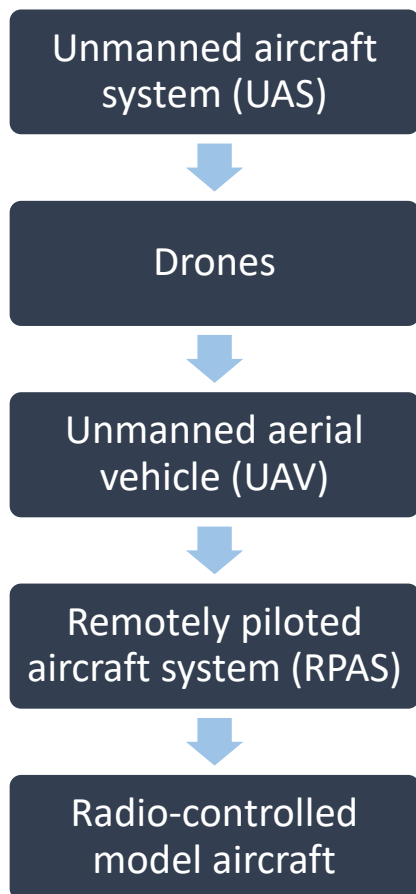 Unmanned aircraft
system (UAS)
Drones
Unmanned aerial
vehicle (UAV)
Remotely piloted
aircraft system (RPAS)
Radio-controlled
model aircraft